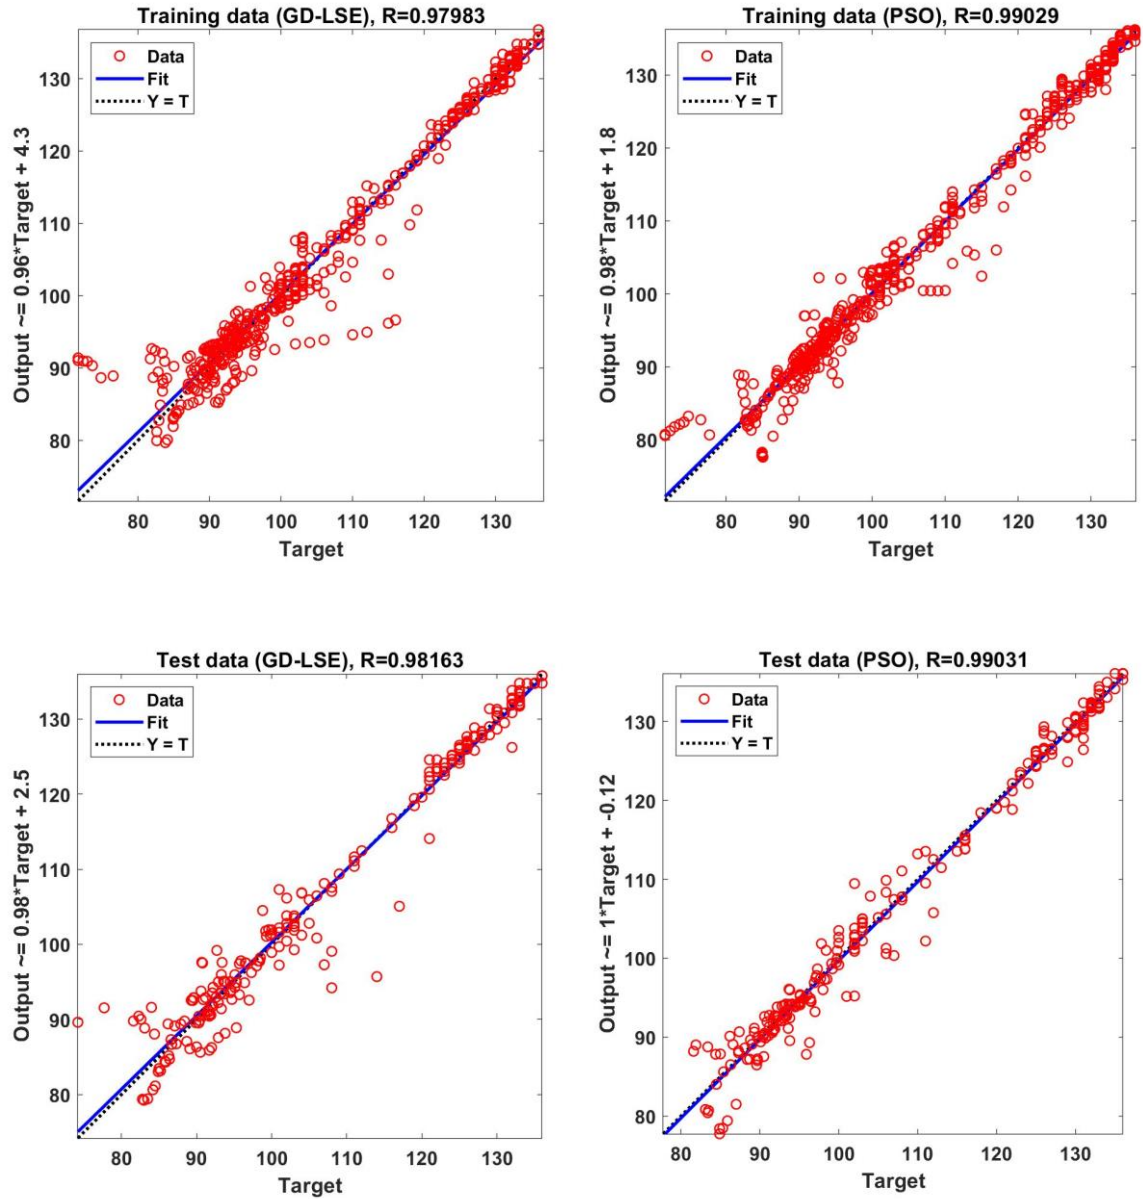 Training data (GD-LSE), R=0.97983
Data
Fit
Y = T
Output ~= 0.96*Target + 4.3
130
120
110
100
90
80
80 90 100 110 120 130
Target
Training data (PSO), R=0.99029
Data
Fit
Y = T
Output ~= 0.98*Target + 1.8
130
120
110
100
90
80
80 90 100 110 120 130
Target
Test data (GD-LSE), R=0.98163
Data
Fit
Y = T
Output ~= 0.98*Target + 2.5
130
120
110
100
90
80
80 90 100 110 120 130
Target
Test data (PSO), R=0.99031
Data
Fit
Y = T
Output ~= 1*Target + -0.12
130
120
110
100
90
80
80 90 100 110 120 130
Target